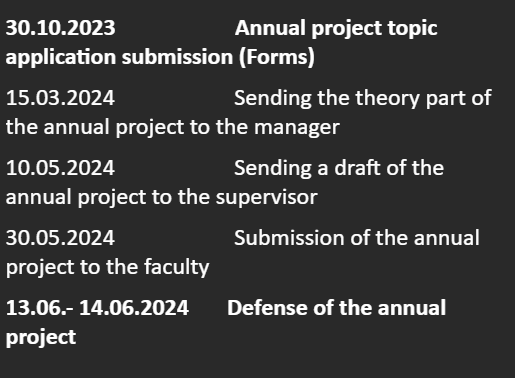 30.10.2023 Annual project topic
application submission (Forms)
15.03.2024 Sending the theory part of
the annual project to the manager
10.05.2024 Sending a draft of the
annual project to the supervisor
30.05.2024 Submission of the annual
project to the faculty
13.06.- 14.06.2024 Defense of the annual
project